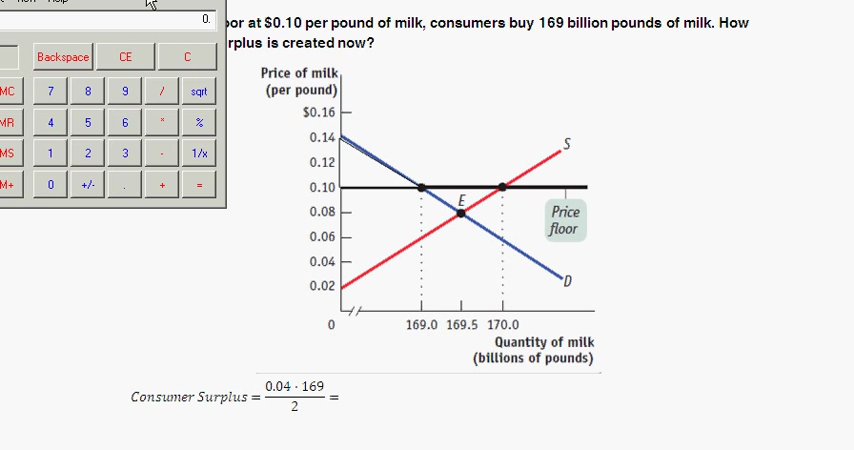 0.
oor at $0.10 per pound of milk, consumers buy 169 billion pounds of milk. How
rplus is created now?
Backspace CE C
MC 7 8 9 / sqrt
MR 4 5 6 * %
MS 1 2 3 - 1/x
M+ 0 +/- . + =
Price of milk
(per pound)
$0.16
0.14
0.12
0.10
0.08
0.06
0.04
0.02
0
S
E
Price
floor
D
169.0 169.5 170.0
Quantity of milk
(billions of pounds)
Consumer Surplus = 0.04 · 169 / 2 =